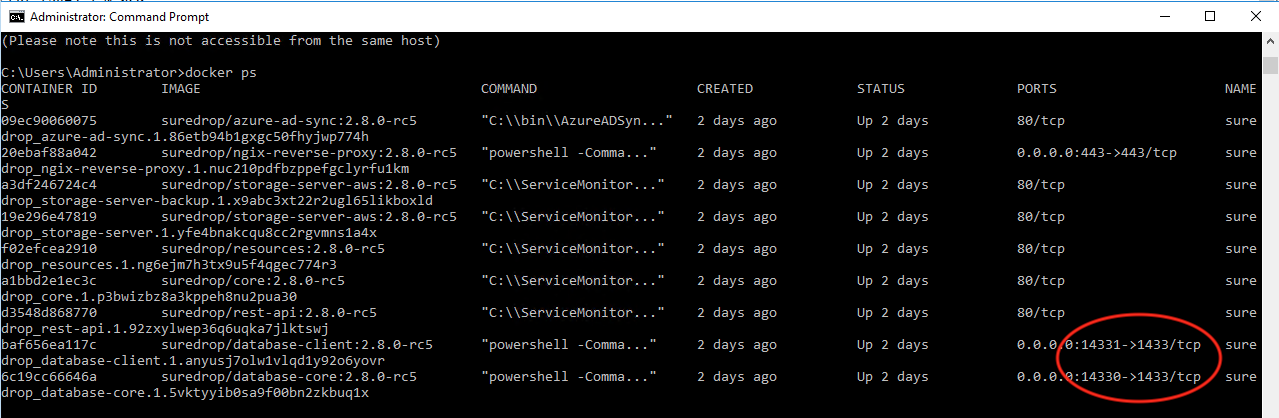 Administrator: Command Prompt
(Please note this is not accessible from the same host)
C:\Users\Administrator>docker ps
CONTAINER ID        IMAGE                                   COMMAND                    CREATED             STATUS              PORTS                     NAME
S
09ec90060075        suredrop/azure-ad-sync:2.8.0-rc5        "C:\\bin\\AzureADSyn..."   2 days ago          Up 2 days           80/tcp                    sure
drop_azure-ad-sync.1.86etb94b1gxgc50fhyjwp774h
20ebaf88a042        suredrop/ngix-reverse-proxy:2.8.0-rc5   "powershell -Comma..."     2 days ago          Up 2 days           0.0.0.0:443->443/tcp      sure
drop_ngix-reverse-proxy.1.nuc210pdfbzppefgclyrfu1km
a3df246724c4        suredrop/storage-server-aws:2.8.0-rc5   "C:\\ServiceMonitor..."    2 days ago          Up 2 days           80/tcp                    sure
drop_storage-server-backup.1.x9abc3xt22r2ugl65likboxld
19e296e47819        suredrop/storage-server-aws:2.8.0-rc5   "C:\\ServiceMonitor..."    2 days ago          Up 2 days           80/tcp                    sure
drop_storage-server.1.yfe4bnakcqu8cc2rgvmns1a4x
f02efcea2910        suredrop/resources:2.8.0-rc5            "C:\\ServiceMonitor..."    2 days ago          Up 2 days           80/tcp                    sure
drop_resources.1.ng6ejm7h3tx9u5f4qgec774r3
a1bbd2e1ec3c        suredrop/core:2.8.0-rc5                 "C:\\ServiceMonitor..."    2 days ago          Up 2 days           80/tcp                    sure
drop_core.1.p3bwizbz8a3kppeh8nu2pua30
d3548d868770        suredrop/rest-api:2.8.0-rc5             "C:\\ServiceMonitor..."    2 days ago          Up 2 days           80/tcp                    sure
drop_rest-api.1.92zxylwep36q6uqka7jlktswj
baf656ea117c        suredrop/database-client:2.8.0-rc5      "powershell -Comma..."     2 days ago          Up 2 days           0.0.0.0:14331->1433/tcp   sure
drop_database-client.1.anyusj7olw1vlqd1y92o6yovr
6c19cc66646a        suredrop/database-core:2.8.0-rc5        "powershell -Comma..."     2 days ago          Up 2 days           0.0.0.0:14330->1433/tcp   sure
drop_database-core.1.5vktyyib0sa9f00bn2zkbuq1x